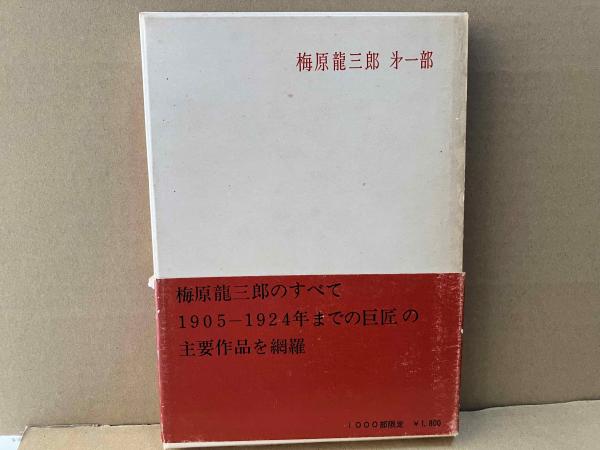 梅原龍三郎 㐧一部
梅原龍三郎のすべて
1905－1924年までの巨匠の
主要作品を網羅
1000部限定 ￥1,800